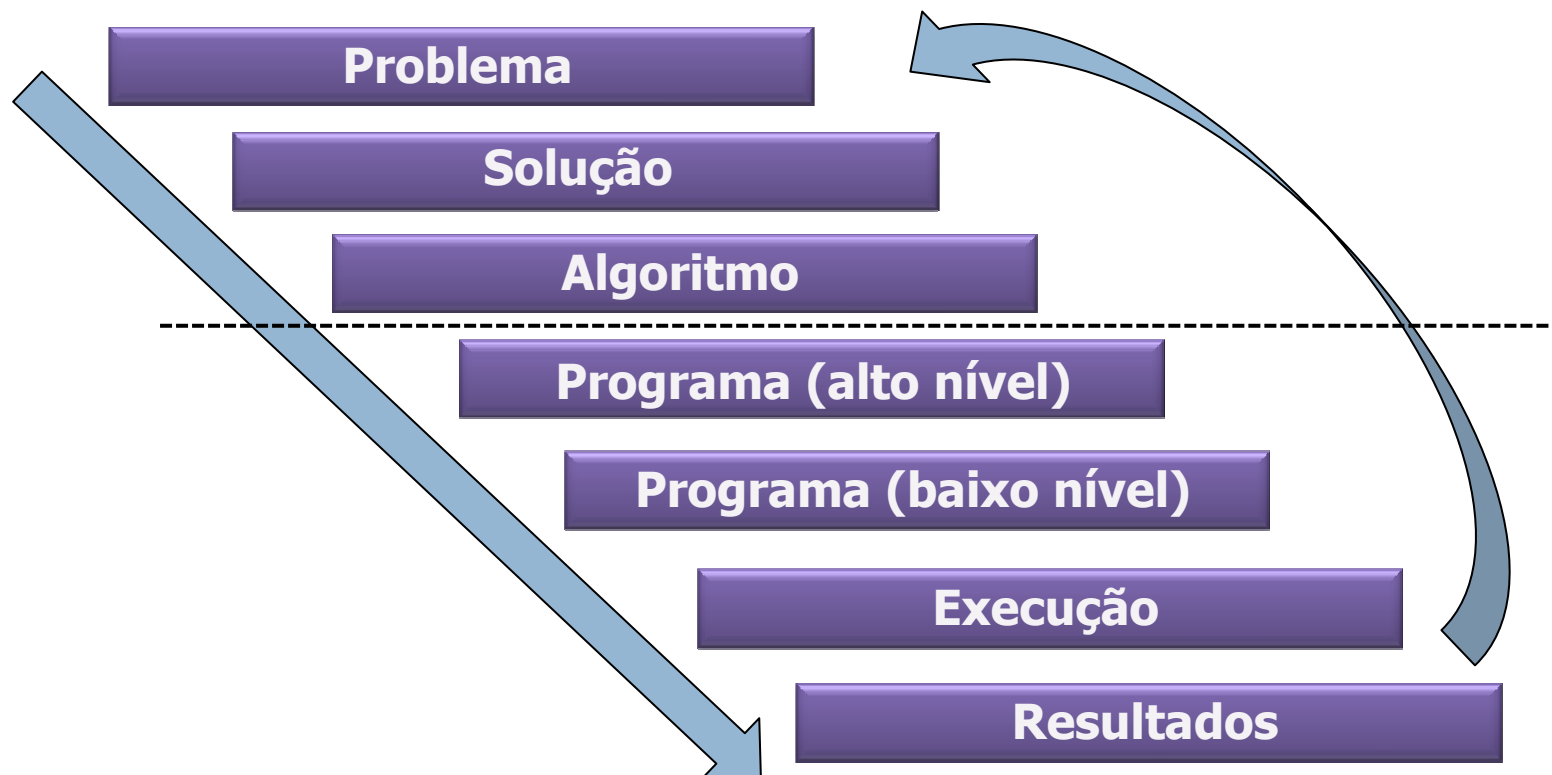 Problema
Solução
Algoritmo
Programa (alto nível)
Programa (baixo nível)
Execução
Resultados